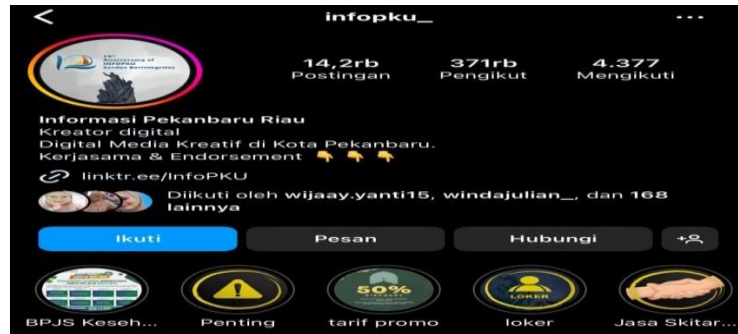 infopku_
14,2rb 371rb 4.377
Postingan Pengikut Mengikuti
Informasi Pekanbaru Riau
Kreator digital
Digital Media Kreatif di Kota Pekanbaru.
Kerjasama & Endorsement 👇👇👇
linktr.ee/InfoPKU
Diikuti oleh wijaay.yanti15, windajulian_, dan 168
lainnya
Ikuti Pesan Hubungi
50%
LOKER
BPJS Keseh... Penting tarif promo loker Jasa Skitar...